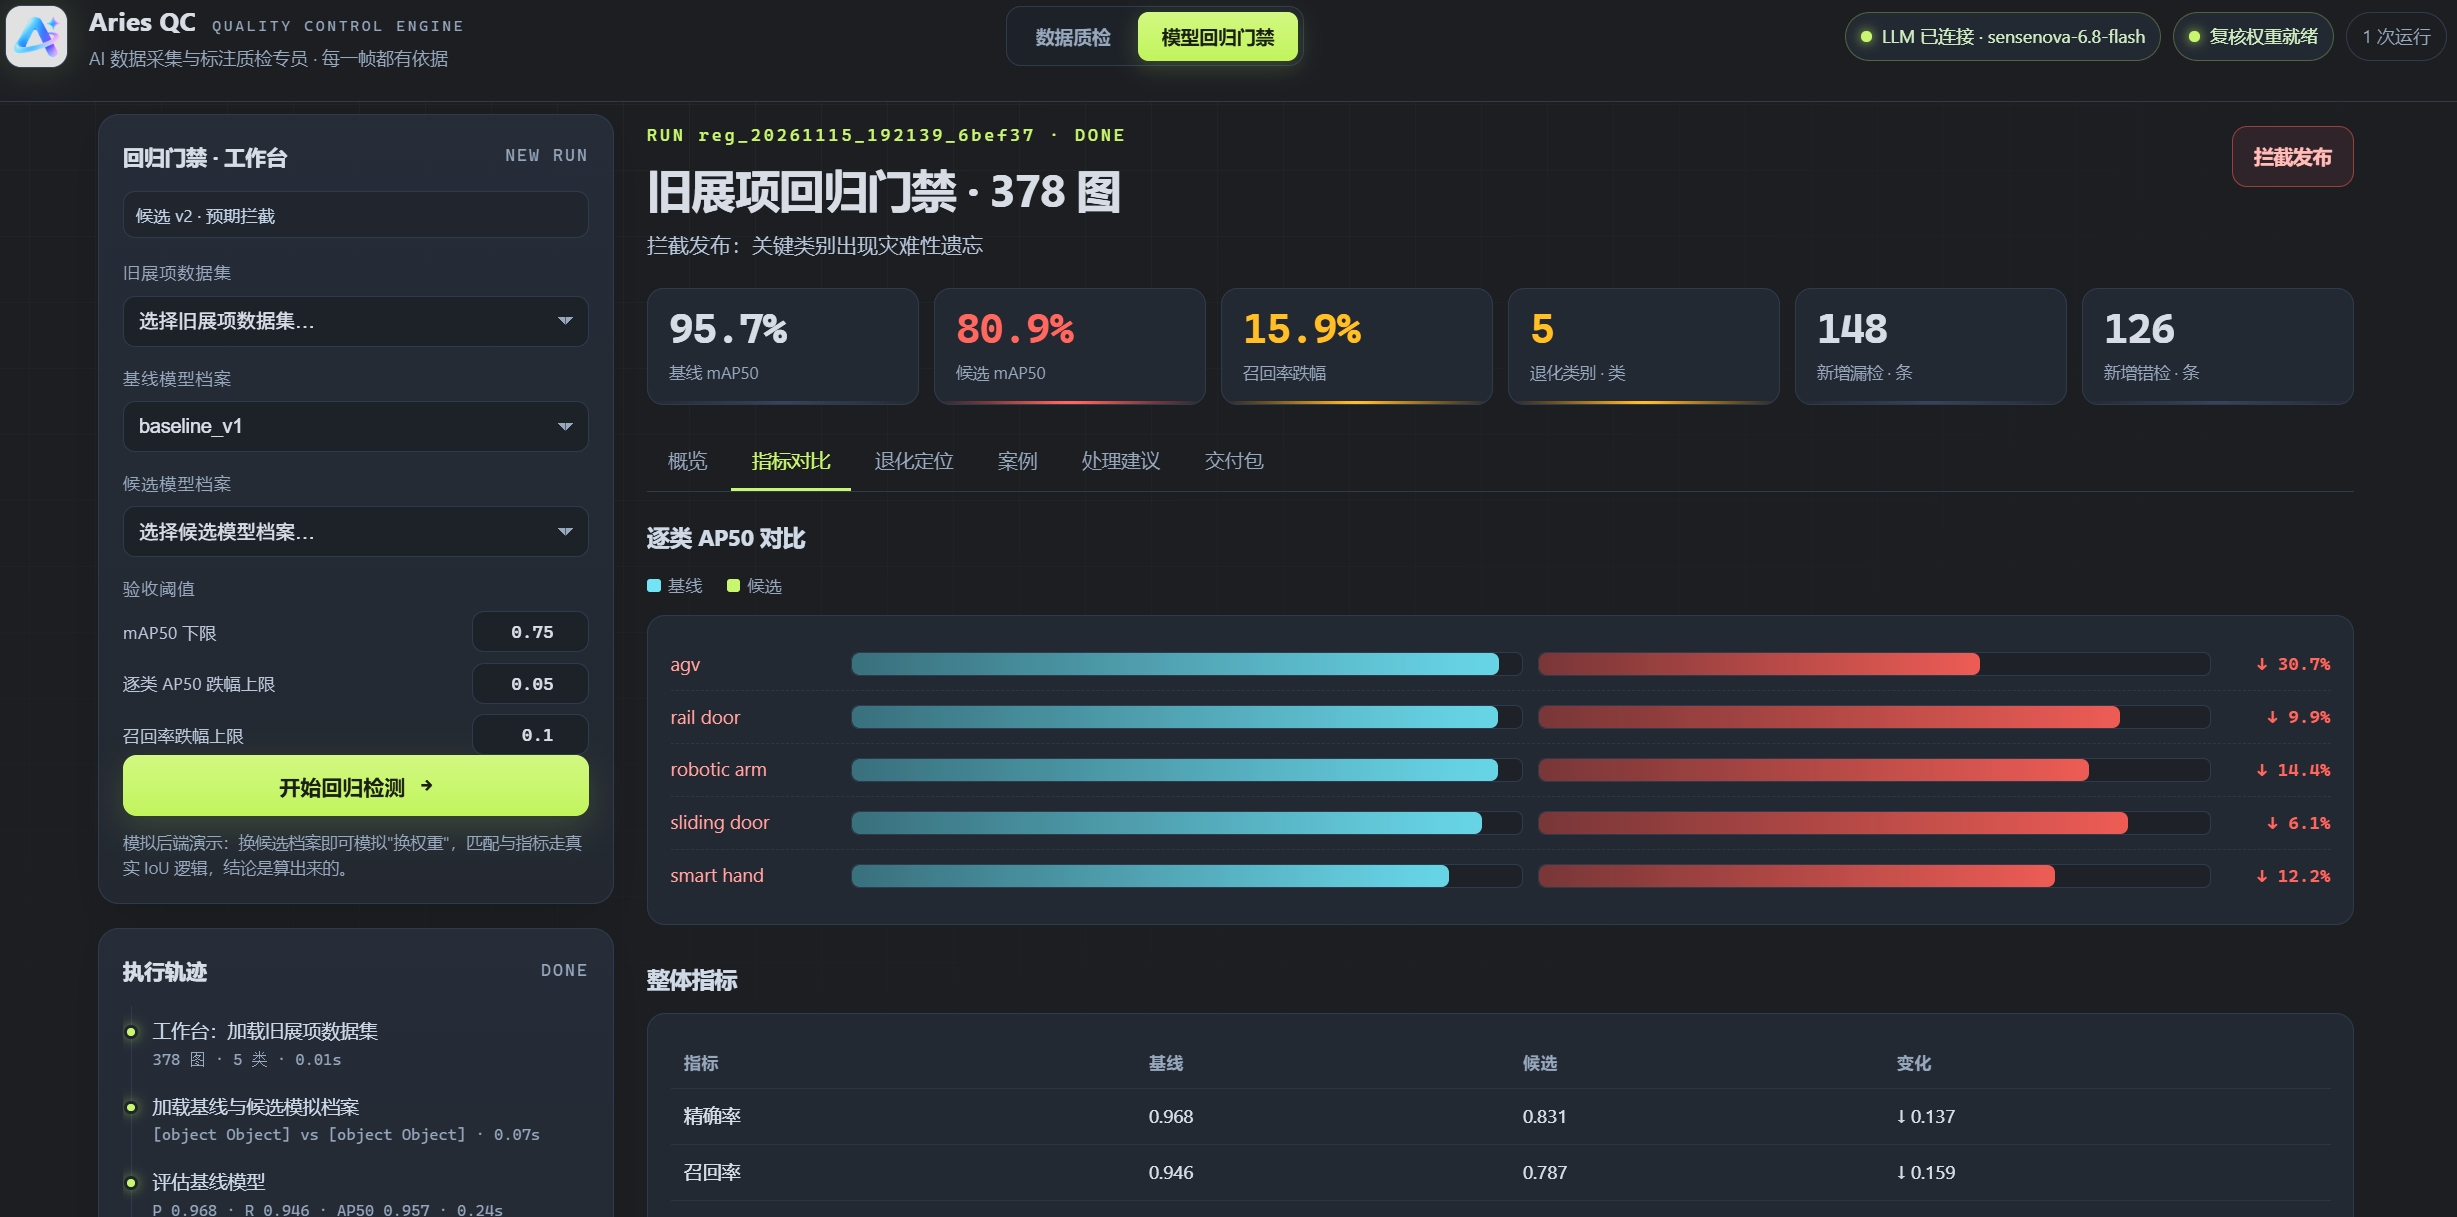 Aries QC QUALITY CONTROL ENGINE
AI 数据采集与标注质检专员 · 每一帧都有依据
数据质检
模型回归门禁
LLM 已连接 · sensenova-6.8-flash
复核权重就绪
1 次运行
回归门禁 · 工作台
NEW RUN
候选 v2 · 预期拦截
旧展项数据集
选择旧展项数据集…
基线模型档案
baseline_v1
候选模型档案
选择候选模型档案…
验收阈值
mAP50 下限 0.75
逐类 AP50 跌幅上限 0.05
召回率跌幅上限 0.1
开始回归检测 →
模拟后端演示：换候选档案即可模拟"换权重"，匹配与指标走真
实 IoU 逻辑，结论是算出来的。
执行轨迹
DONE
工作台：加载旧展项数据集
378 图 · 5 类 · 0.01s
加载基线与候选模拟档案
[object Object] vs [object Object] · 0.07s
评估基线模型
P 0.968 · R 0.946 · AP50 0.957 · 0.24s
RUN reg_20261115_192139_6bef37 · DONE
旧展项回归门禁 · 378 图
拦截发布：关键类别出现灾难性遗忘
拦截发布
95.7%
基线 mAP50
80.9%
候选 mAP50
15.9%
召回率跌幅
5
退化类别 · 类
148
新增漏检 · 条
126
新增错检 · 条
概览 指标对比 退化定位 案例 处理建议 交付包
逐类 AP50 对比
基线 候选
agv ↓ 30.7%
rail door ↓ 9.9%
robotic arm ↓ 14.4%
sliding door ↓ 6.1%
smart hand ↓ 12.2%
整体指标
指标 基线 候选 变化
精确率 0.968 0.831 ↓ 0.137
召回率 0.946 0.787 ↓ 0.159